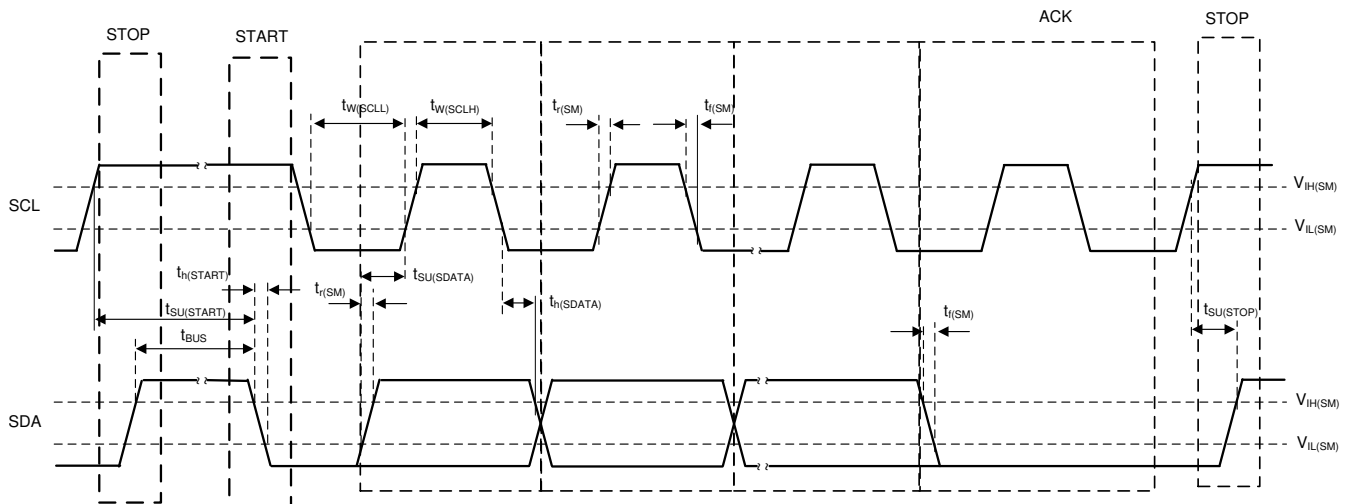 STOP START ACK STOP
tW(SCLL) tW(SCLH) tr(SM) tf(SM)
SCL
VIH(SM)
VIL(SM)
th(START) tr(SM) tSU(SDATA) th(SDATA)
tSU(START) tf(SM) tSU(STOP)
tBUS
SDA
VIH(SM)
VIL(SM)